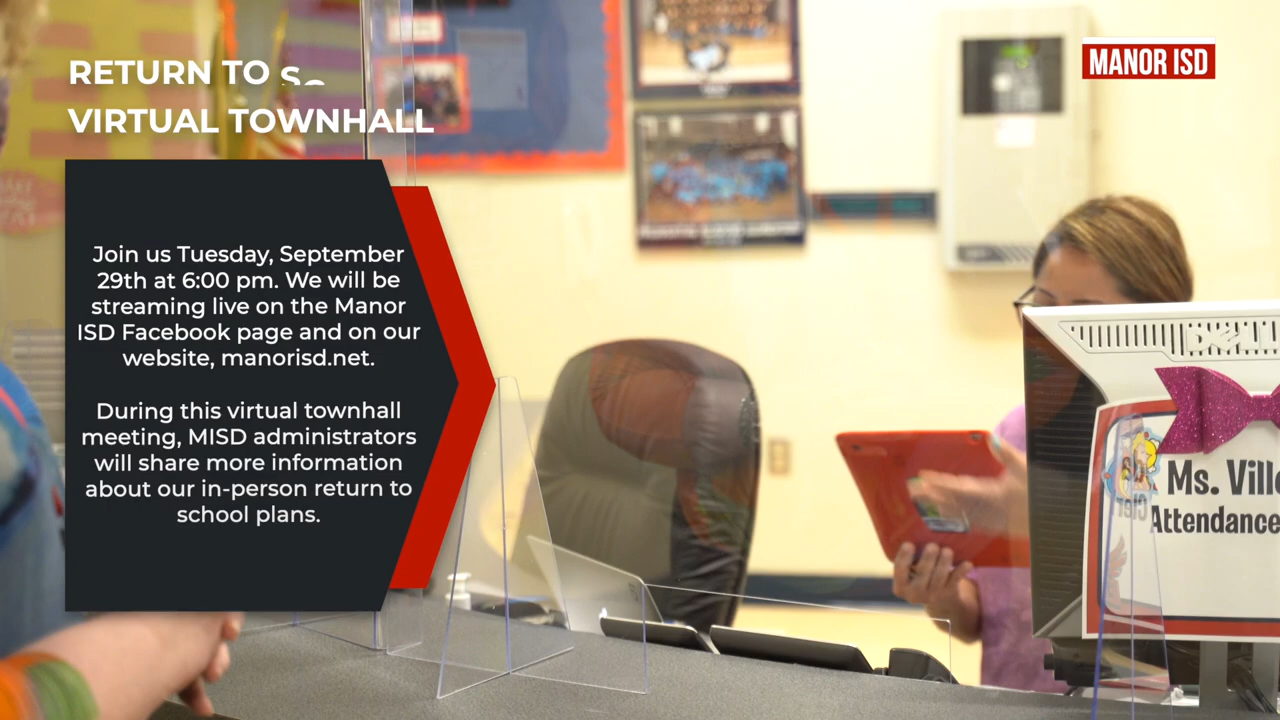 RETURN TO
VIRTUAL TOWNHALL
MANOR ISD
Join us Tuesday, September
29th at 6:00 pm. We will be
streaming live on the Manor
ISD Facebook page and on our
website, manorisd.net.
During this virtual townhall
meeting, MISD administrators
will share more information
about our in-person return to
school plans.
DELL
Ms.
Attendance